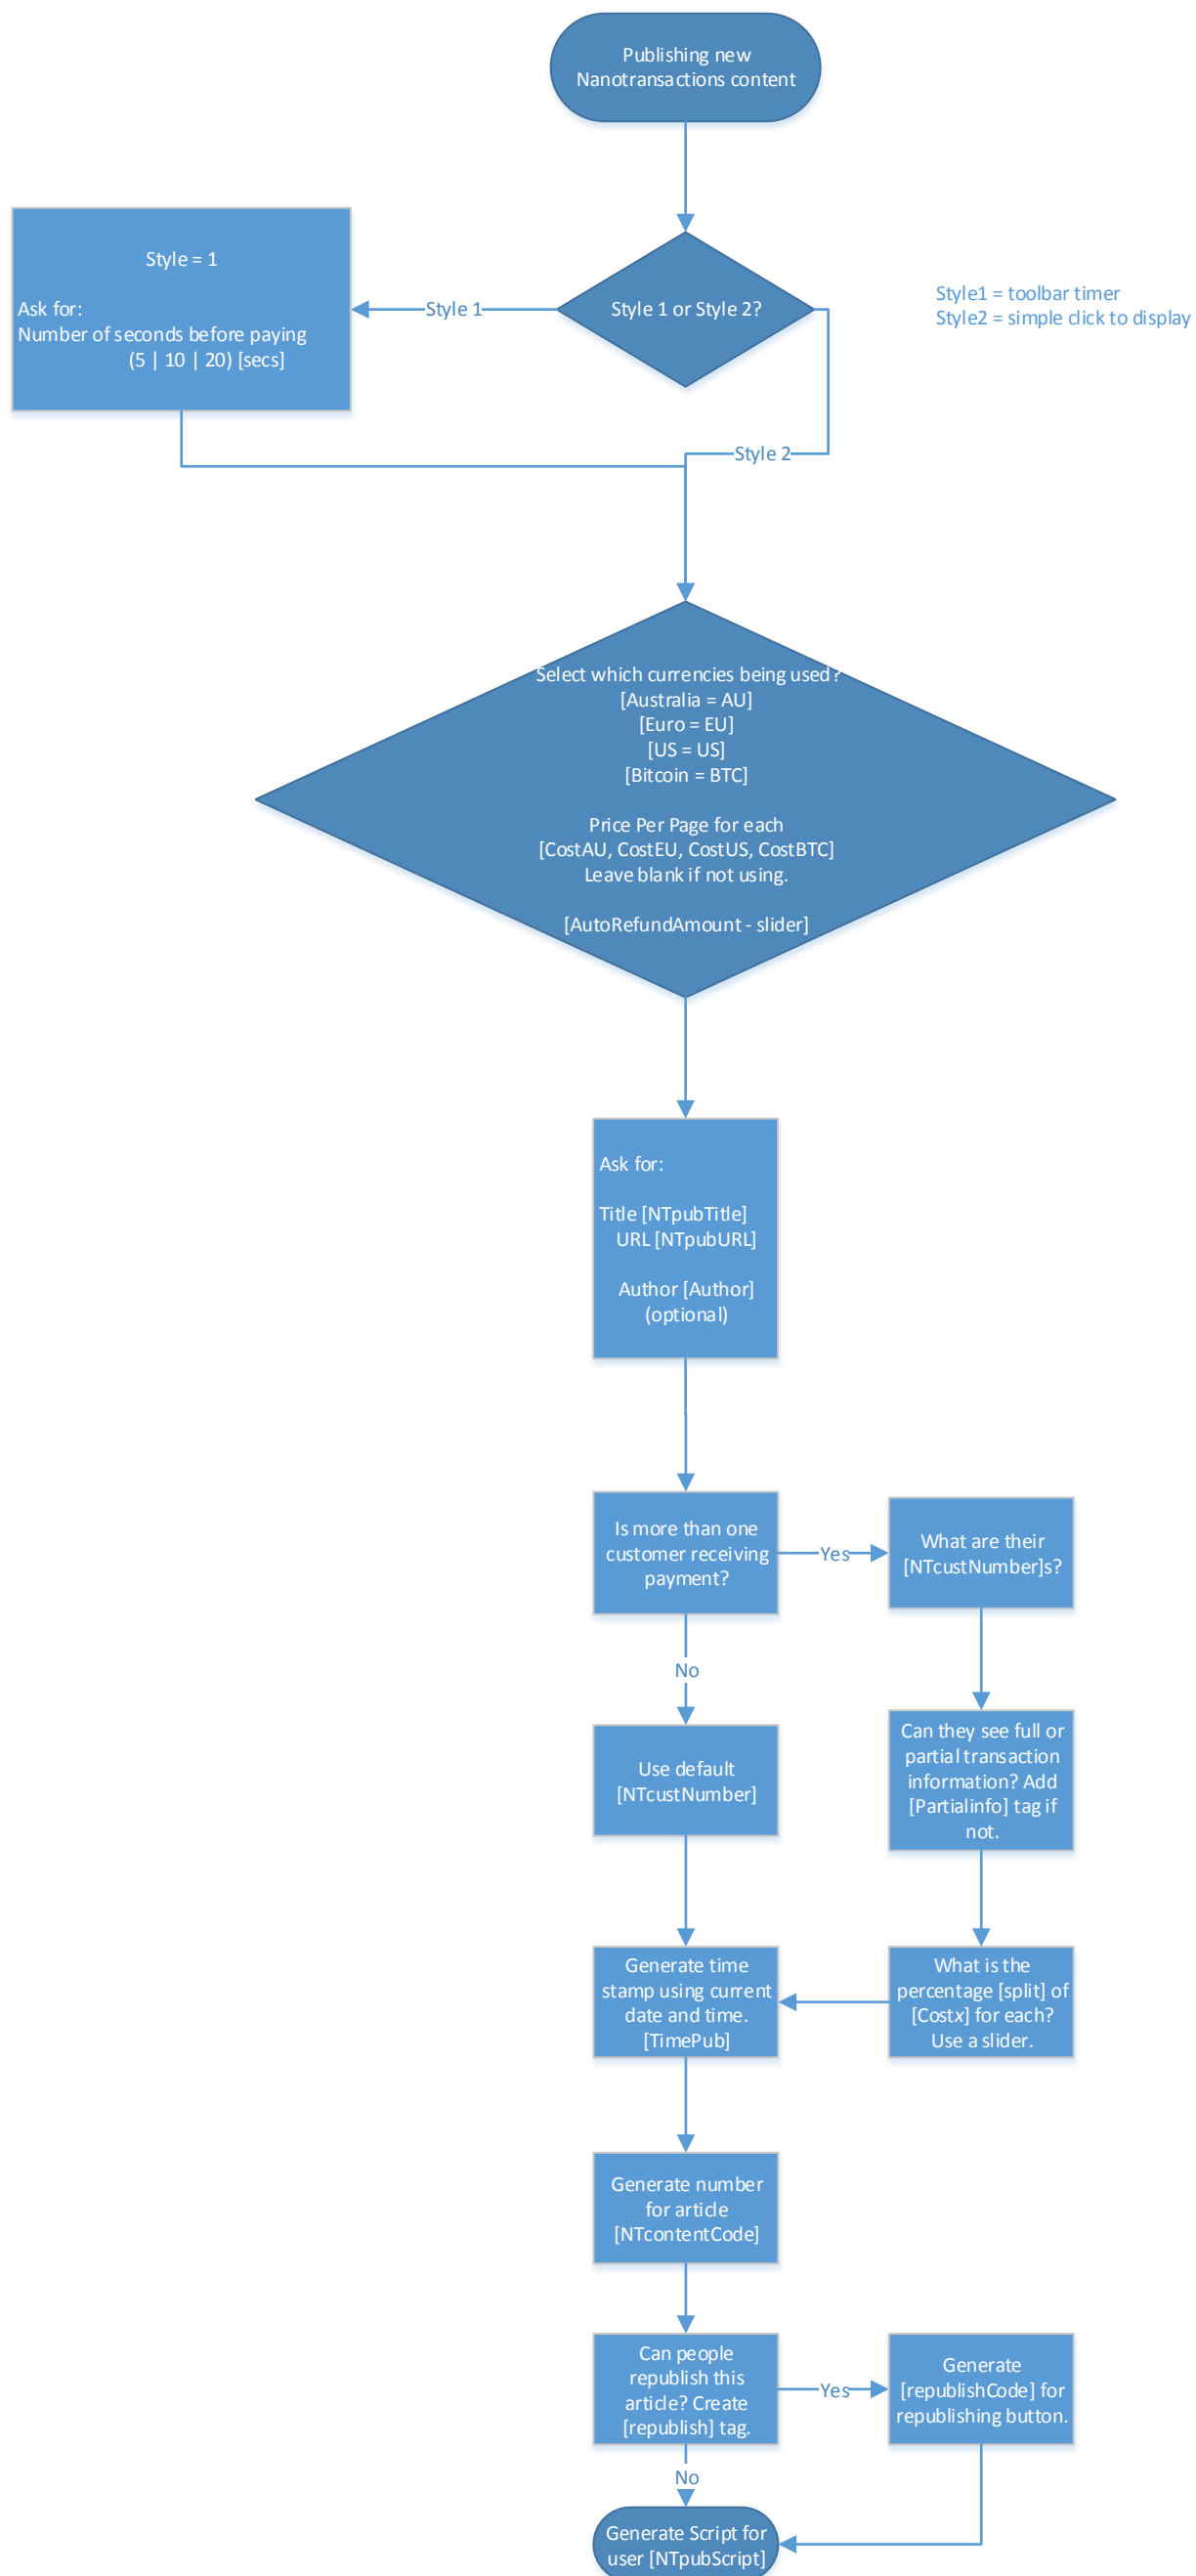 Publishing new
Nanotransactions content
Style = 1
Ask for:
Number of seconds before paying
(5 | 10 | 20) [secs]
Style 1
Style 1 or Style 2?
Style1 = toolbar timer
Style2 = simple click to display
Style 2
Select which currencies being used?
[Australia = AU]
[Euro = EU]
[US = US]
[Bitcoin = BTC]
Price Per Page for each
[CostAU, CostEU, CostUS, CostBTC]
Leave blank if not using.
[AutoRefundAmount - slider]
Ask for:
Title [NTpubTitle]
URL [NTpubURL]
Author [Author]
(optional)
Is more than one
customer receiving
payment?
Yes
What are their
[NTcustNumber]s?
No
Use default
[NTcustNumber]
Can they see full or
partial transaction
information? Add
[Partialinfo] tag if
not.
Generate time
stamp using current
date and time.
[TimePub]
What is the
percentage [split] of
[Costx] for each?
Use a slider.
Generate number
for article
[NTcontentCode]
Can people
republish this
article? Create
[republish] tag.
Yes
Generate
[republishCode] for
republishing button.
No
Generate Script for
user [NTpubScript]